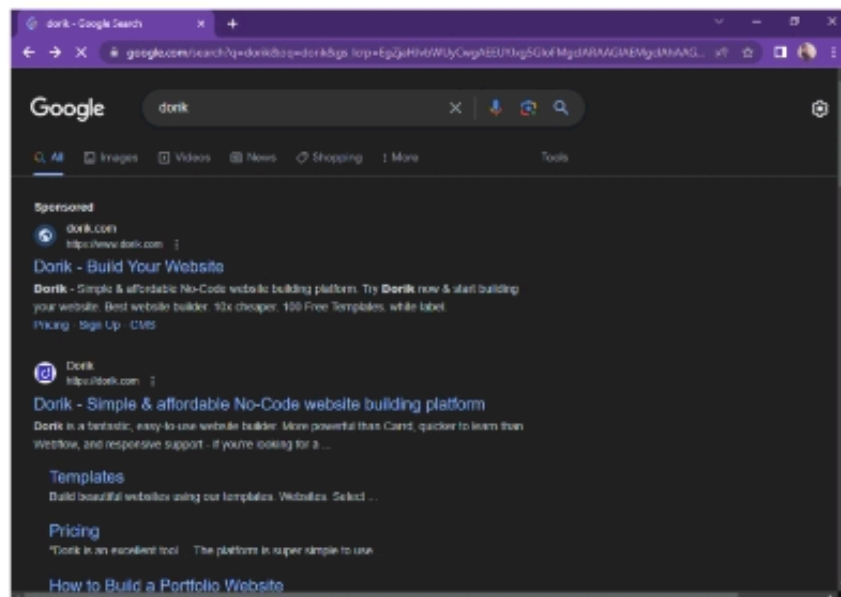 dorik - Google Search
google.com/search?q=dorik&oq=dorik&gs_lcrp=
Google
dorik
All Images Videos News Shopping More Tools
Sponsored
dorik.com
https://www.dorik.com
Dorik - Build Your Website
Dorik - Simple & affordable No-Code website building platform. Try Dorik now & start building
your website. Best website builder. 10x cheaper. 100 Free Templates. white label.
Pricing · Sign Up · CMS
Dorik
https://dorik.com
Dorik - Simple & affordable No-Code website building platform
Dorik is a fantastic, easy-to-use website builder. More powerful than Carrd, quicker to learn than
Webflow, and responsive support - if you're looking for a ...
Templates
Build beautiful websites using our templates. Websites. Select ...
Pricing
"Dorik is an excellent tool ... The platform is super simple to use ...
How to Build a Portfolio Website